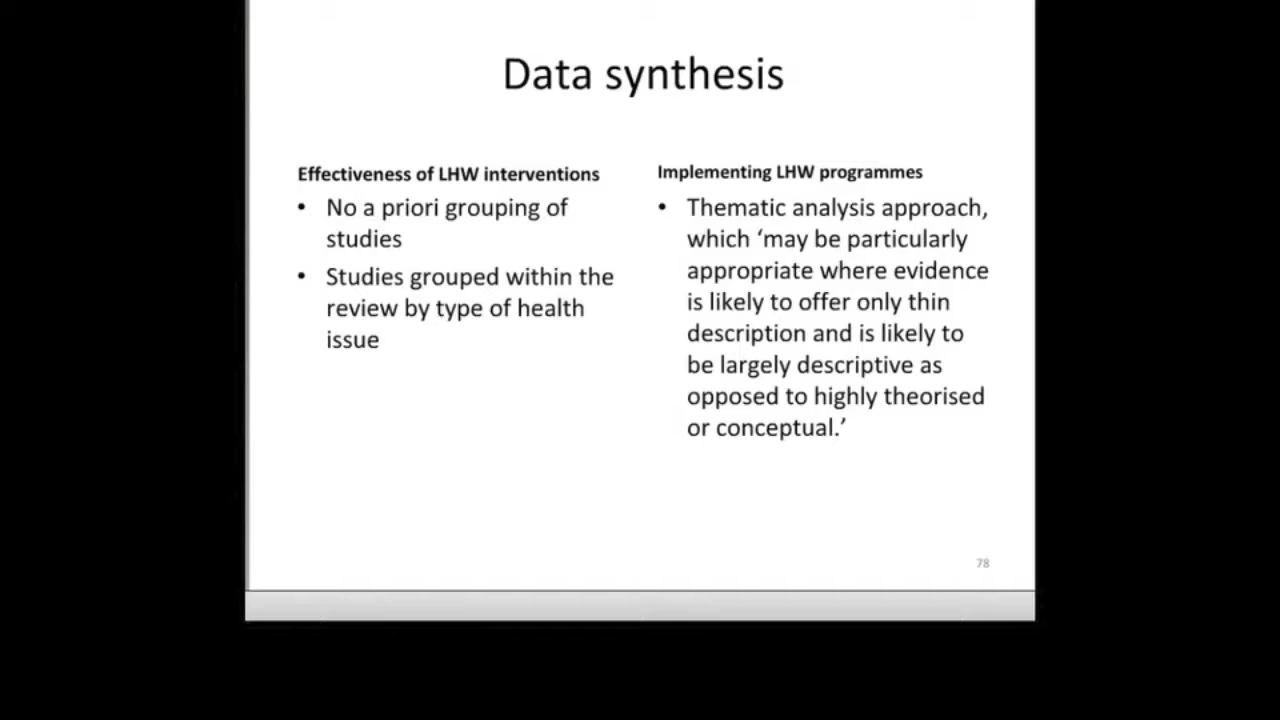 Data synthesis
Effectiveness of LHW interventions
• No a priori grouping of
studies
• Studies grouped within the
review by type of health
issue
Implementing LHW programmes
• Thematic analysis approach,
which ‘may be particularly
appropriate where evidence
is likely to offer only thin
description and is likely to
be largely descriptive as
opposed to highly theorised
or conceptual.’
78